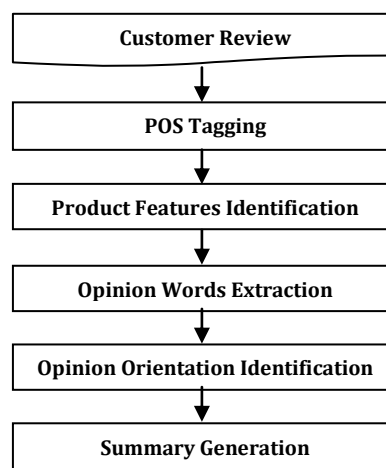 Customer Review
POS Tagging
Product Features Identification
Opinion Words Extraction
Opinion Orientation Identification
Summary Generation